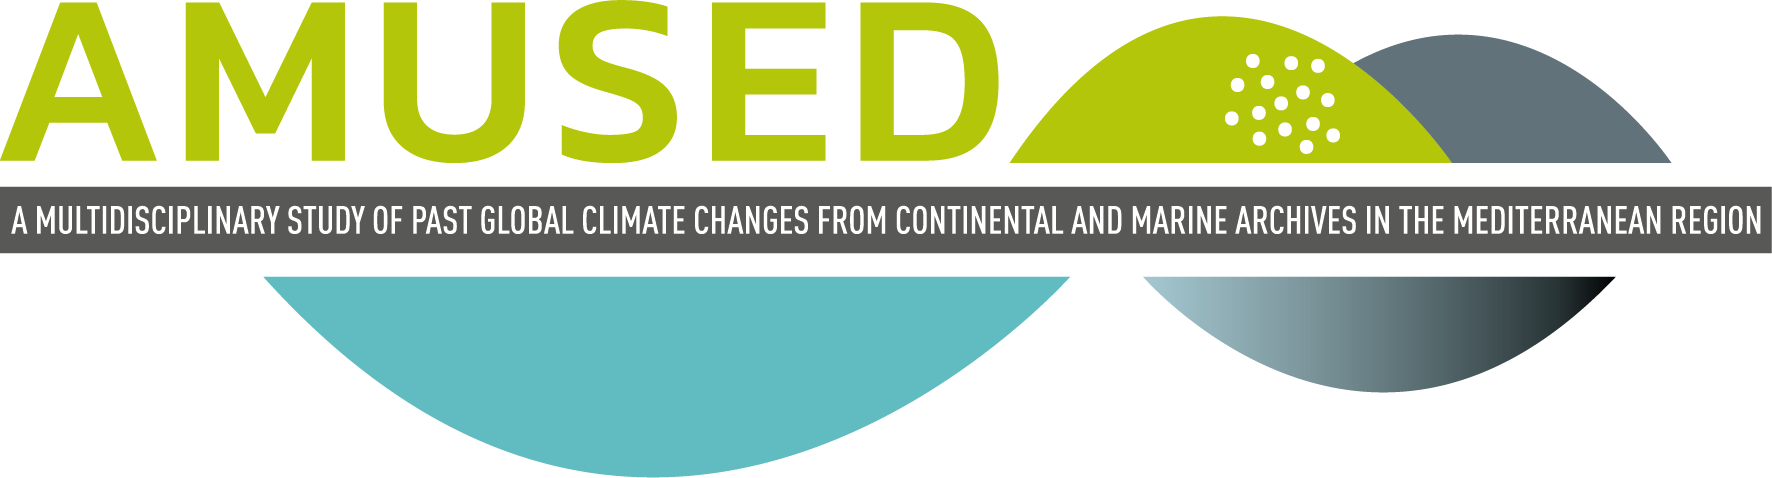 AMUSED
A MULTIDISCIPLINARY STUDY OF PAST GLOBAL CLIMATE CHANGES FROM CONTINENTAL AND MARINE ARCHIVES IN THE MEDITERRANEAN REGION